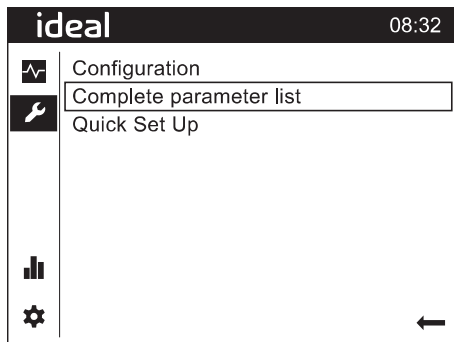 ideal 08:32
Configuration
Complete parameter list
Quick Set Up